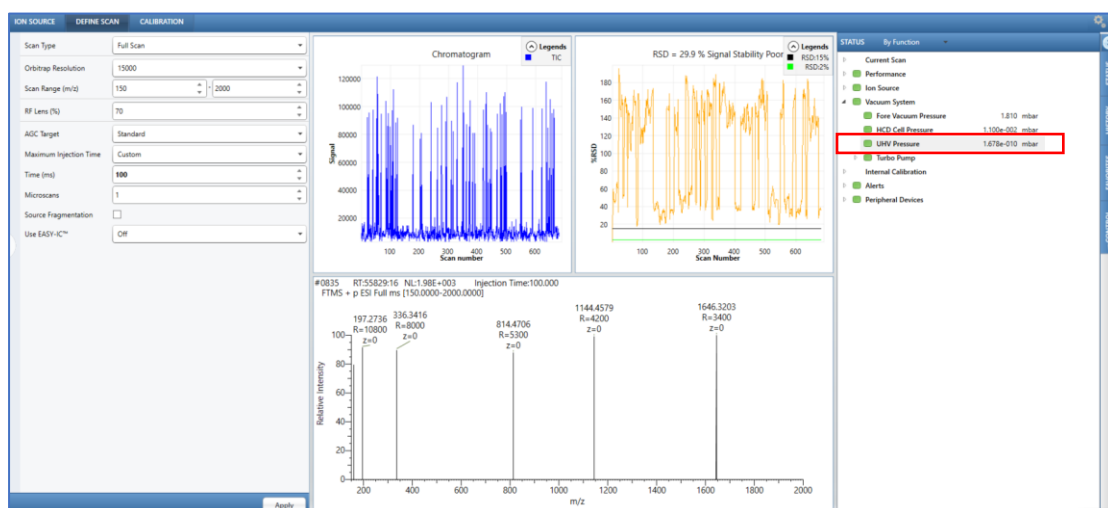 ION SOURCE DEFINE SCAN CALIBRATION
Scan Type Full Scan
Orbitrap Resolution 15000
Scan Range (m/z) 150 - 2000
RF Lens (%) 70
AGC Target Standard
Maximum Injection Time Custom
Time (ms) 100
Microscans 1
Source Fragmentation
Use EASY-IC™ Off
Apply
Chromatogram
Legends
TIC
Signal
120000
100000
80000
60000
40000
20000
100 200 300 400 500 600
Scan number
RSD = 29.9 % Signal Stability Poor
Legends
RSD:15%
RSD:2%
%RSD
180
160
140
120
100
80
60
40
20
100 200 300 400 500 600
Scan Number
#0835 RT:55829:16 NL:1.98E+003 Injection Time:100.000
FTMS + p ESI Full ms [150.0000-2000.0000]
197.2736
R=10800
z=0
336.3416
R=8000
z=0
814.4706
R=5300
z=0
1144.4579
R=4200
z=0
1646.3203
R=3400
z=0
Relative Intensity
100
80
60
40
20
0
200 400 600 800 1000 1200 1400 1600 1800 2000
m/z
STATUS By Function
Current Scan
Performance
Ion Source
Vacuum System
Fore Vacuum Pressure 1.810 mbar
HCD Cell Pressure 1.100e-002 mbar
UHV Pressure 1.678e-010 mbar
Turbo Pump
Internal Calibration
Alerts
Peripheral Devices